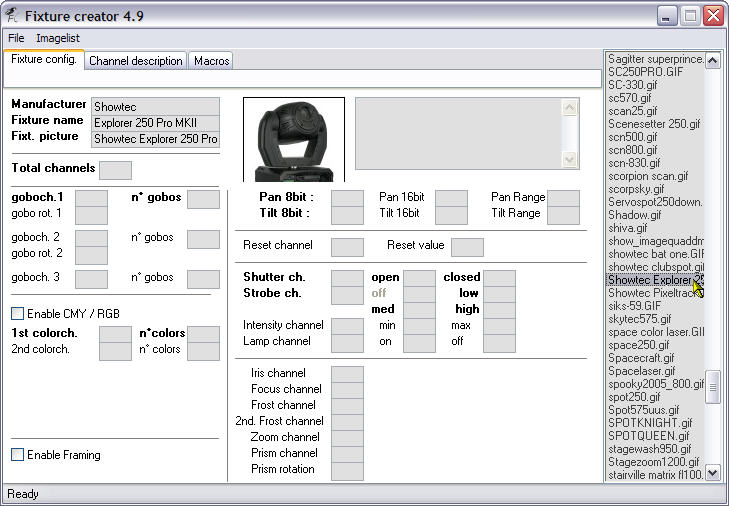 Fixture creator 4.9
File Imagelist
Fixture config. Channel description Macros
Manufacturer Showtec
Fixture name Explorer 250 Pro MKII
Fixt. picture Showtec Explorer 250 Pro
Total channels
goboch.1 n° gobos
gobo rot. 1
goboch. 2 n° gobos
gobo rot. 2
goboch. 3 n° gobos
Enable CMY / RGB
1st colorch. n°colors
2nd colorch. n° colors
Enable Framing
Pan 8bit : Pan 16bit Pan Range
Tilt 8bit : Tilt 16bit Tilt Range
Reset channel Reset value
Shutter ch. open closed
Strobe ch. off low
med high
Intensity channel min max
Lamp channel on off
Iris channel
Focus channel
Frost channel
2nd. Frost channel
Zoom channel
Prism channel
Prism rotation
Sagitter superprince.
SC250PRO.GIF
SC-330.gif
sc570.gif
scan25.gif
Scenesetter 250.gif
scn500.gif
scn800.gif
scn-830.gif
scorpion scan.gif
scorpsky.gif
Servospot250down.
Shadow.gif
shiva.gif
show_imagequaddm
showtec bat one.GIF
showtec clubspot.gif
Showtec Explorer 25
Showtec Pixeltrack
siks-59.GIF
skytec575.gif
space color laser.GIF
space250.gif
Spacecraft.gif
Spacelaser.gif
spooky2005_800.gif
spot250.gif
Spot575uus.gif
SPOTKNIGHT.gif
SPOTQUEEN.gif
stagewash950.gif
Stagezoom1200.gif
stairville matrix fl100.
Ready